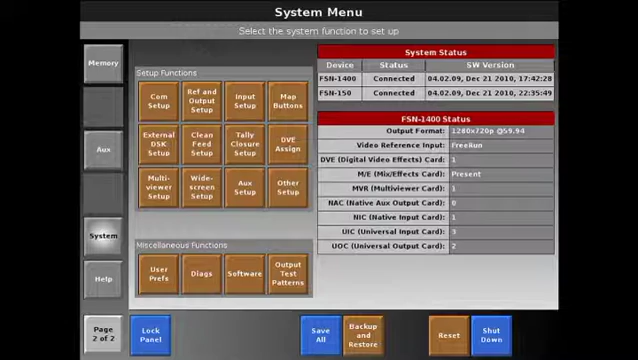 System Menu
Select the system function to set up
Memory
Aux
System
Help
Page
2 of 2
Setup Functions
Com
Setup
Ref and
Output
Setup
Input
Setup
Map
Buttons
External
DSK
Setup
Clean
Feed
Setup
Tally
Closure
Setup
DVE
Assign
Multi-
viewer
Setup
Wide-
screen
Setup
Aux
Setup
Other
Setup
Miscellaneous Functions
User
Prefs
Diags
Software
Output
Test
Patterns
System Status
Device Status SW Version
FSN-1400 Connected 04.02.09, Dec 21 2010, 17:42:28
FSN-150 Connected 04.02.09, Dec 21 2010, 22:35:49
FSN-1400 Status
Output Format: 1280x720p @59.94
Video Reference Input: FreeRun
DVE (Digital Video Effects) Card: 1
M/E (Mix/Effects) Card: Present
MVR (Multiviewer) Card: 1
NAC (Native Aux Output) Card: 0
NIC (Native Input) Card: 1
UIC (Universal Input) Card: 3
UOC (Universal Output) Card: 2
Lock
Panel
Save
All
Backup
and
Restore
Reset
Shut
Down